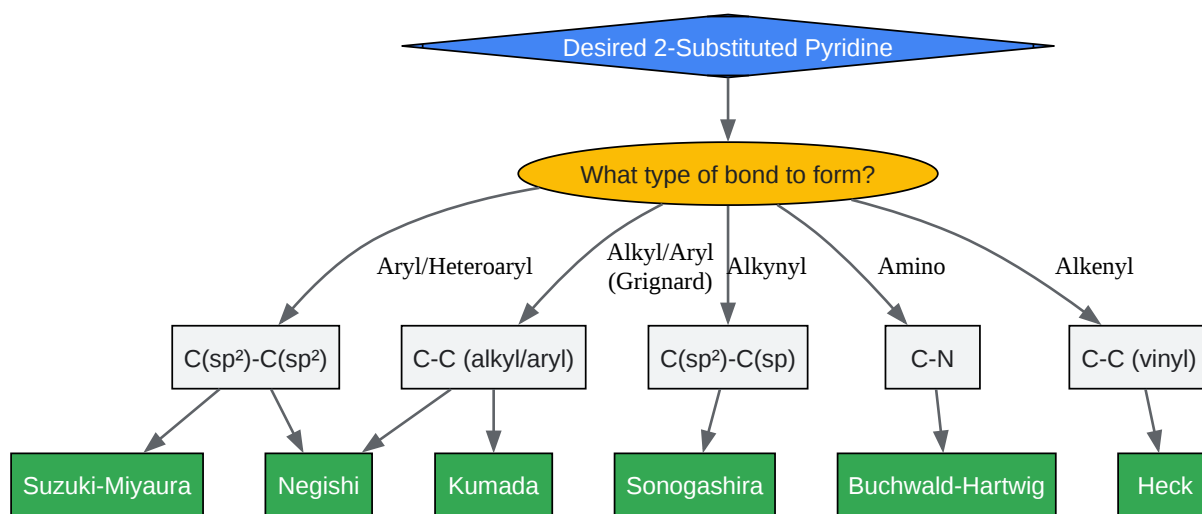 Desired 2-Substituted Pyridine
What type of bond to form?
Aryl/Heteroaryl
Alkyl/Aryl
(Grignard)
Alkynyl
Amino
Alkenyl
C(sp²)-C(sp²)
C-C (alkyl/aryl)
C(sp²)-C(sp)
C-N
C-C (vinyl)
Suzuki-Miyaura
Negishi
Kumada
Sonogashira
Buchwald-Hartwig
Heck